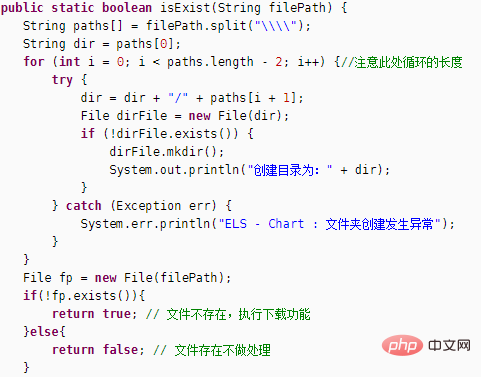 public static boolean isExist(String filePath) {
    String paths[] = filePath.split("\\\\");
    String dir = paths[0];
    for (int i = 0; i < paths.length - 2; i++) {//注意此处循环的长度
        try {
            dir = dir + "/" + paths[i + 1];
            File dirFile = new File(dir);
            if (!dirFile.exists()) {
                dirFile.mkdir();
                System.out.println("创建目录为：" + dir);
            }
        } catch (Exception err) {
            System.err.println("ELS - Chart : 文件夹创建发生异常");
        }
    }
    File fp = new File(filePath);
    if(!fp.exists()){
        return true; // 文件不存在，执行下载功能
    }else{
        return false; // 文件存在不做处理
    }
php 中文网